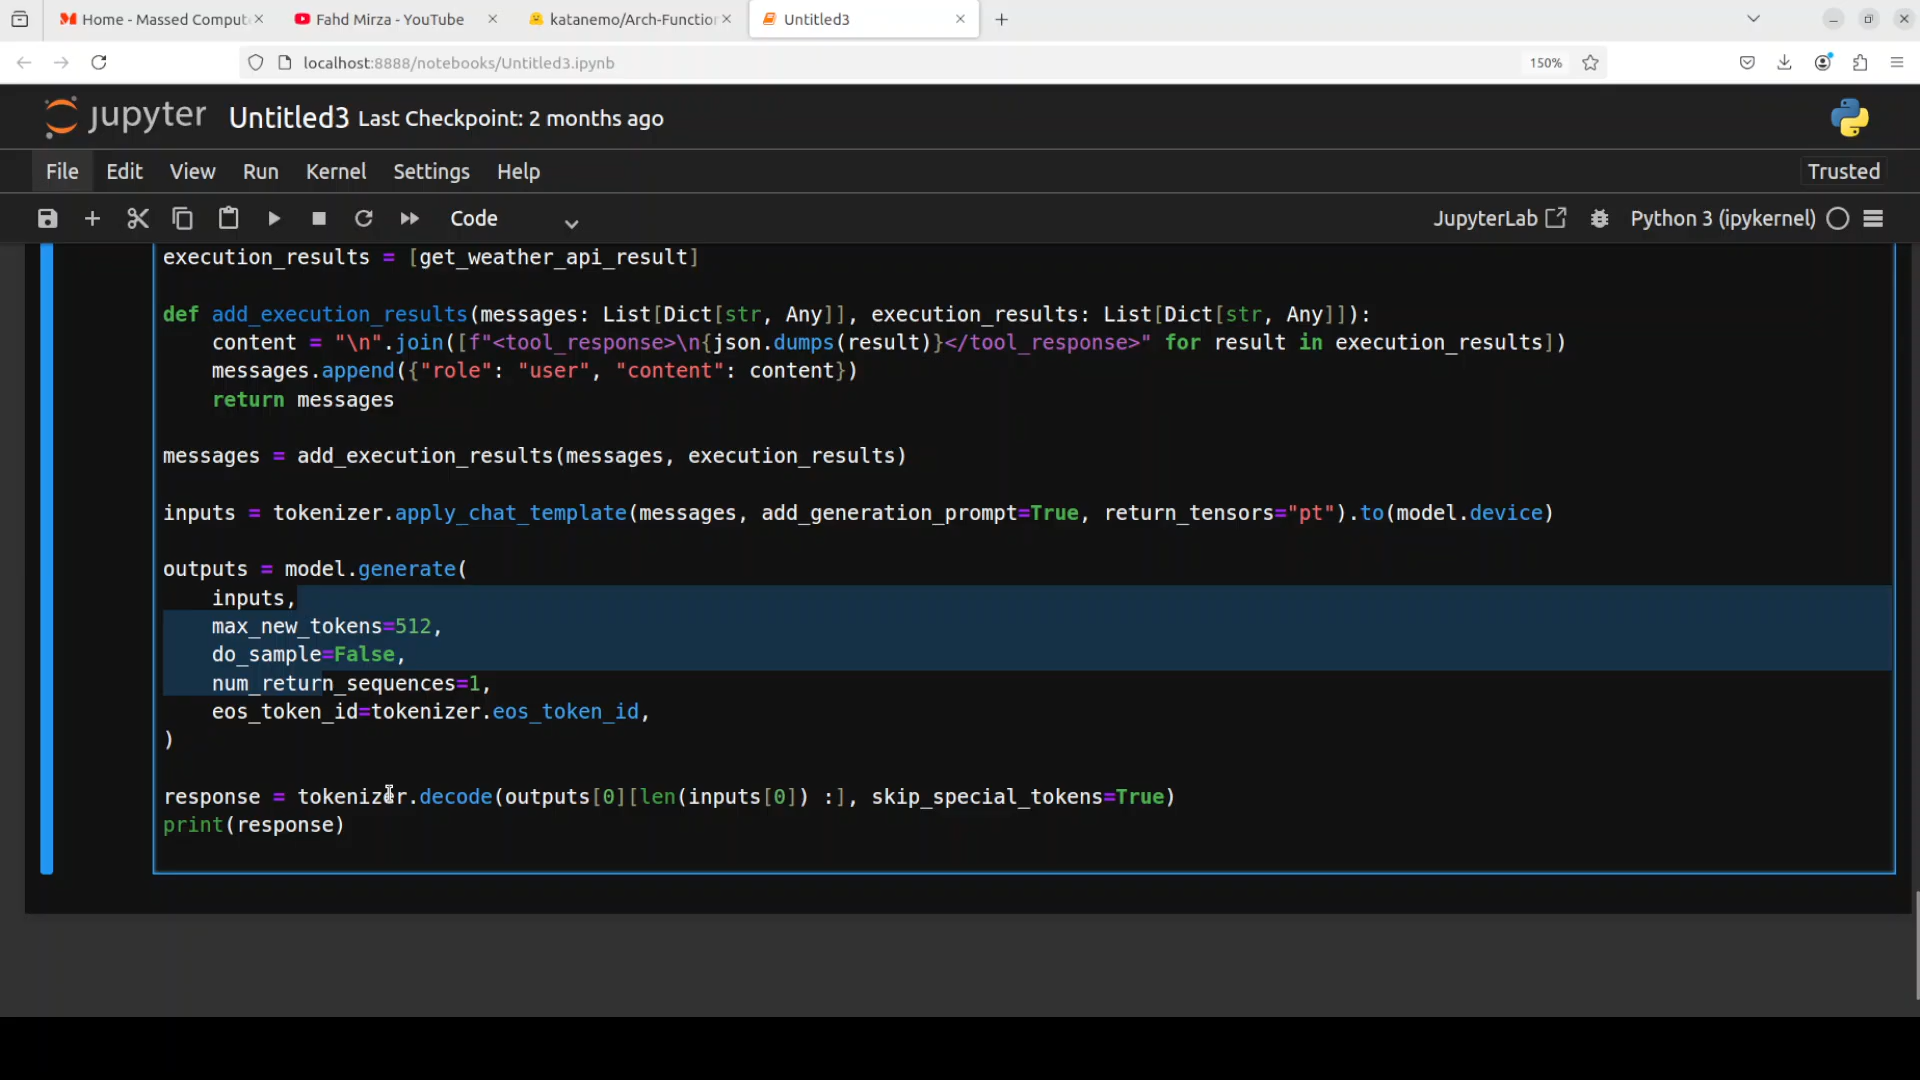 Home - Massed Comput
Fahd Mirza - YouTube
katanemo/Arch-Functio
Untitled3
localhost:8888/notebooks/Untitled3.ipynb
150%
jupyter Untitled3 Last Checkpoint: 2 months ago
File Edit View Run Kernel Settings Help
Trusted
Code
JupyterLab
Python 3 (ipykernel)
execution_results = [get_weather_api_result]
def add_execution_results(messages: List[Dict[str, Any]], execution_results: List[Dict[str, Any]]):
    content = "\n".join([f"<tool_response>\n{json.dumps(result)}</tool_response>" for result in execution_results])
    messages.append({"role": "user", "content": content})
    return messages
messages = add_execution_results(messages, execution_results)
inputs = tokenizer.apply_chat_template(messages, add_generation_prompt=True, return_tensors="pt").to(model.device)
outputs = model.generate(
    inputs,
    max_new_tokens=512,
    do_sample=False,
    num_return_sequences=1,
    eos_token_id=tokenizer.eos_token_id,
)
response = tokenizer.decode(outputs[0][len(inputs[0]) :], skip_special_tokens=True)
print(response)